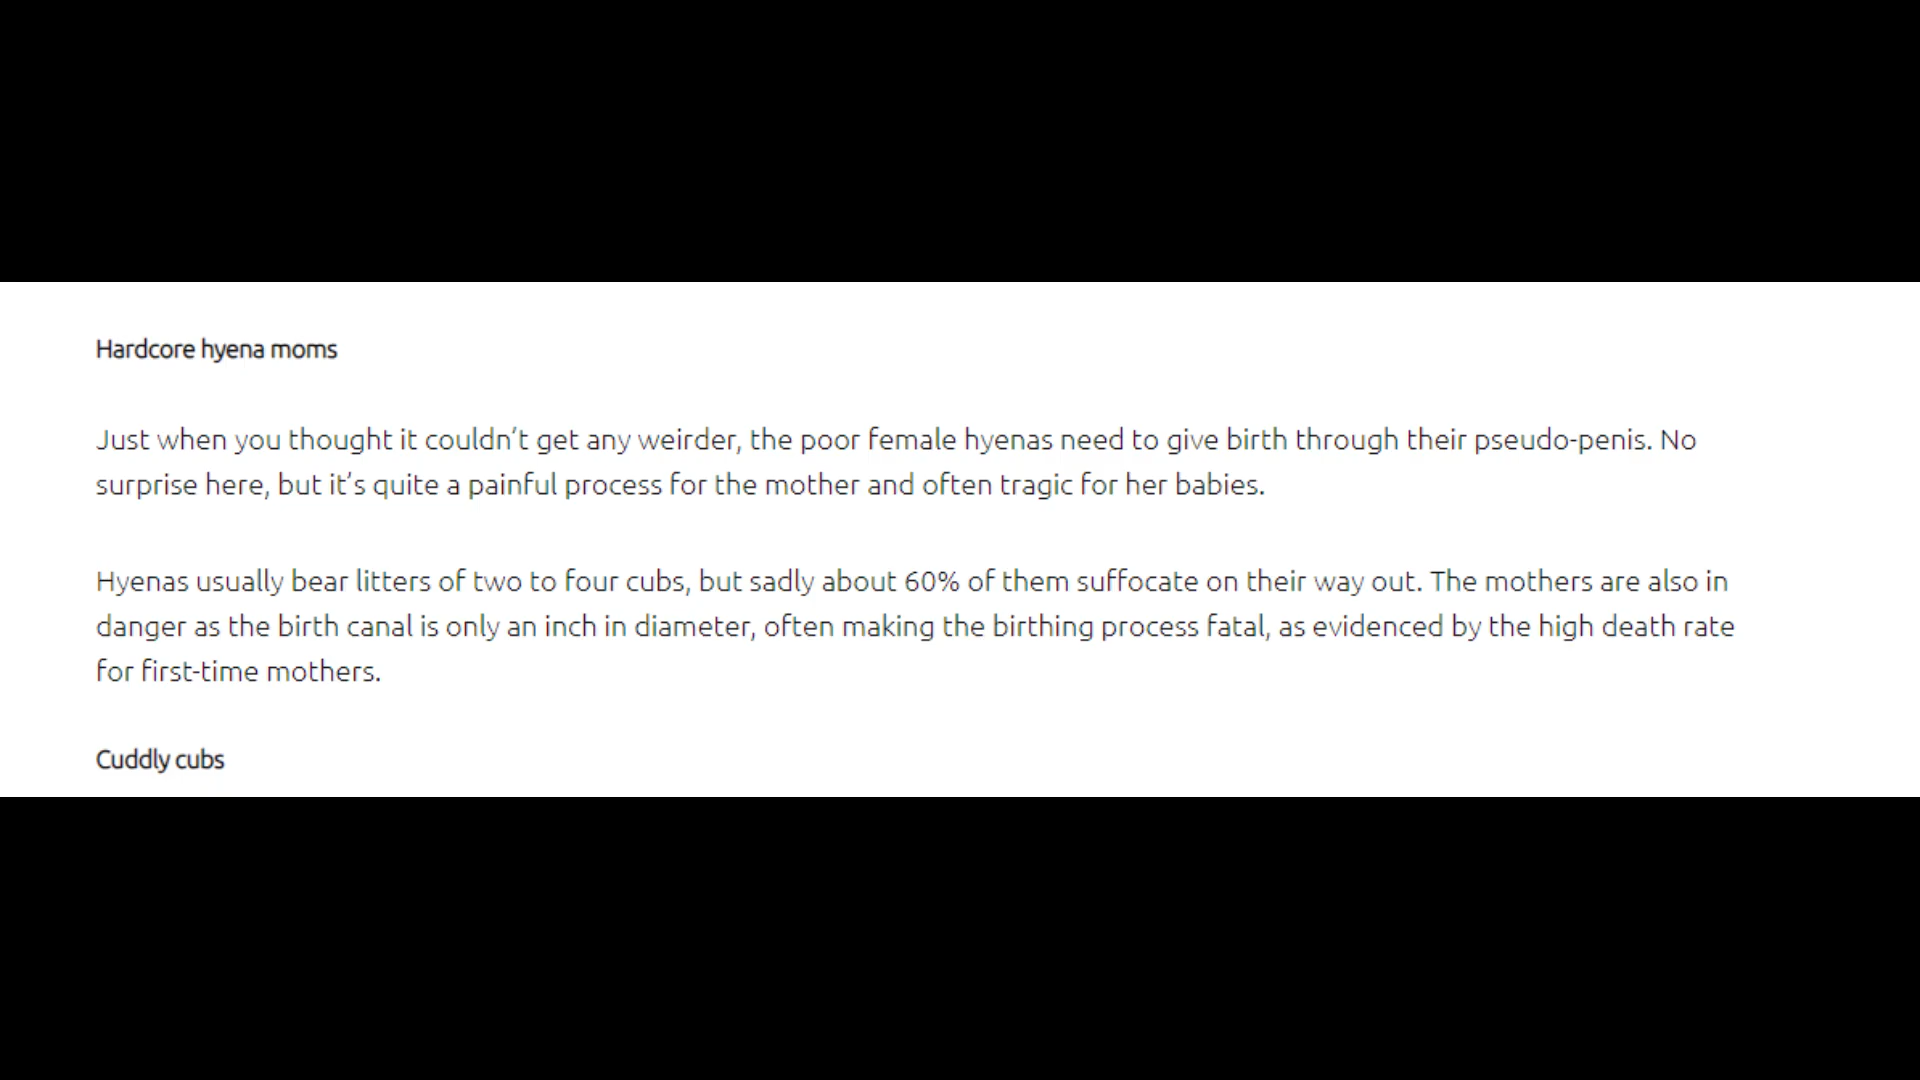 Hardcore hyena moms
Just when you thought it couldn’t get any weirder, the poor female hyenas need to give birth through their pseudo-penis. No
surprise here, but it’s quite a painful process for the mother and often tragic for her babies.
Hyenas usually bear litters of two to four cubs, but sadly about 60% of them suffocate on their way out. The mothers are also in
danger as the birth canal is only an inch in diameter, often making the birthing process fatal, as evidenced by the high death rate
for first-time mothers.
Cuddly cubs